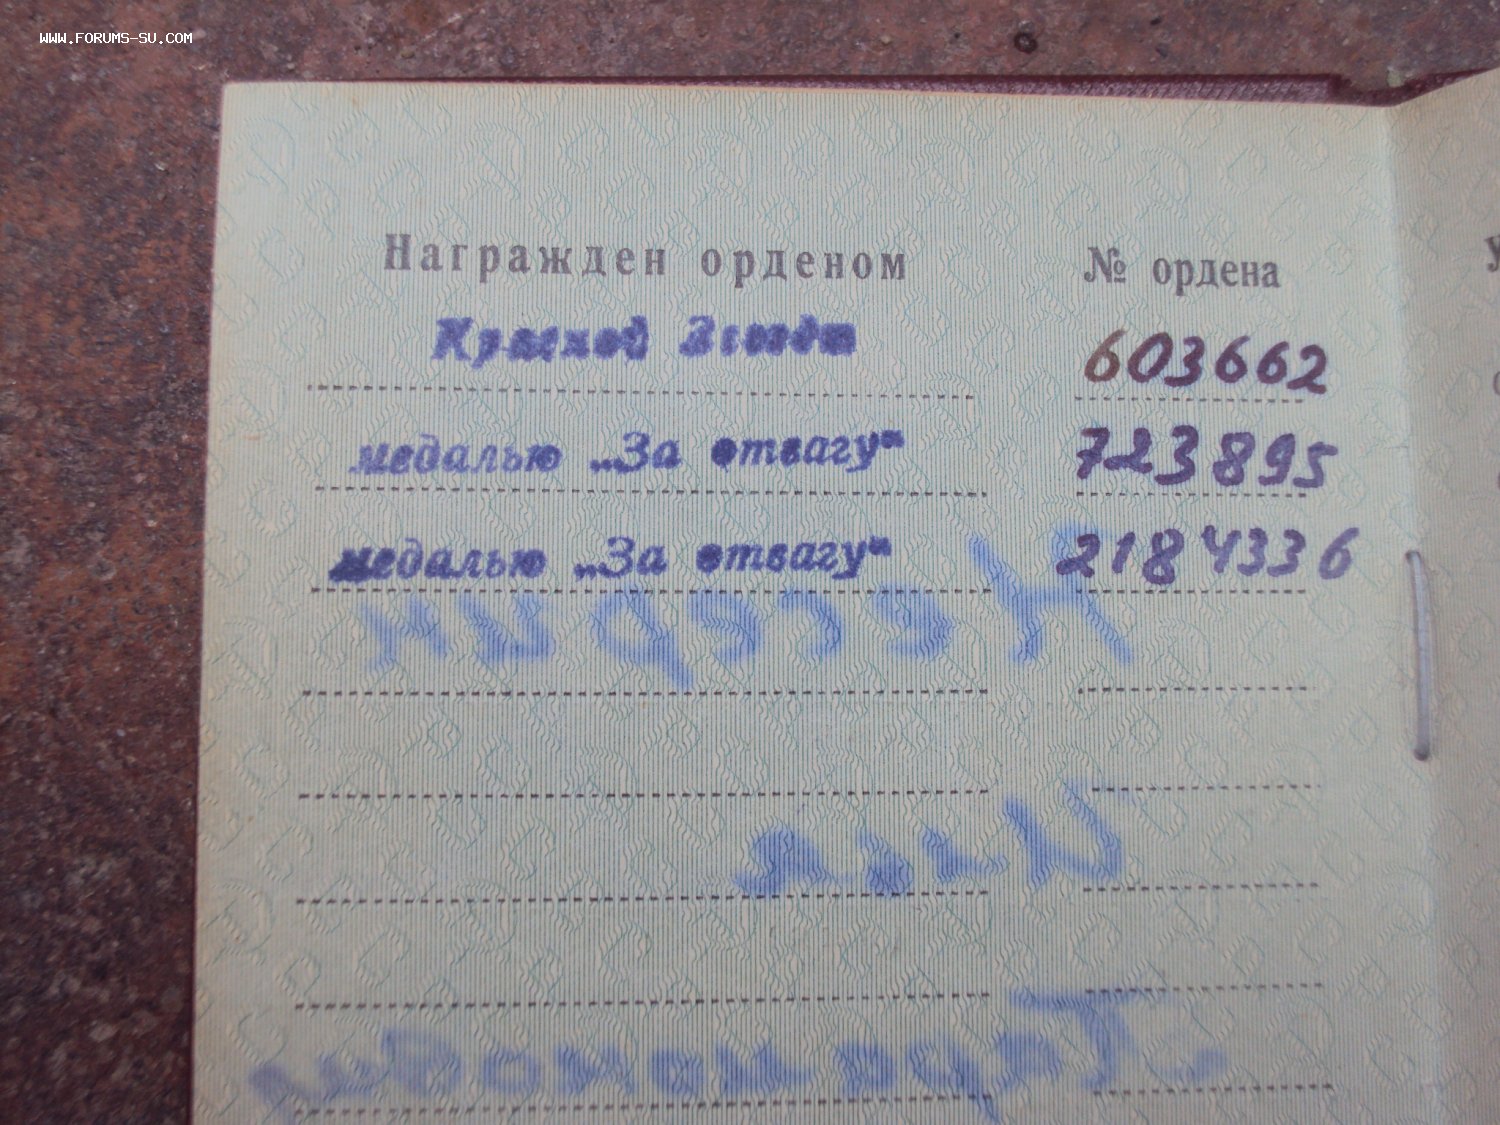 WWW.FORUMS-SU.COM
Награжден орденом № ордена
Красной Звезды 603662
медалью „За отвагу“ 723895
медалью „За отвагу“ 2184336